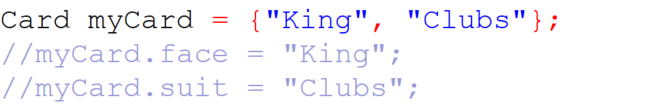 Card myCard = {"King", "Clubs"};
//myCard.face = "King";
//myCard.suit = "Clubs";